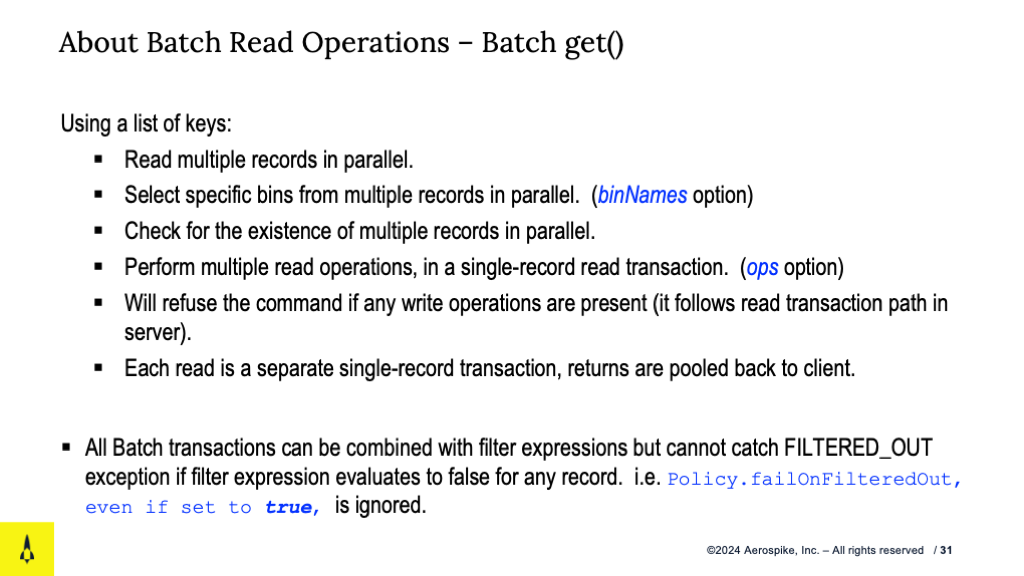 About Batch Read Operations – Batch get()
Using a list of keys:
▪ Read multiple records in parallel.
▪ Select specific bins from multiple records in parallel. (binNames option)
▪ Check for the existence of multiple records in parallel.
▪ Perform multiple read operations, in a single-record read transaction. (ops option)
▪ Will refuse the command if any write operations are present (it follows read transaction path in
server).
▪ Each read is a separate single-record transaction, returns are pooled back to client.
▪ All Batch transactions can be combined with filter expressions but cannot catch FILTERED_OUT
exception if filter expression evaluates to false for any record. i.e. Policy.failOnFilteredOut,
even if set to true, is ignored.
©2024 Aerospike, Inc. – All rights reserved / 31